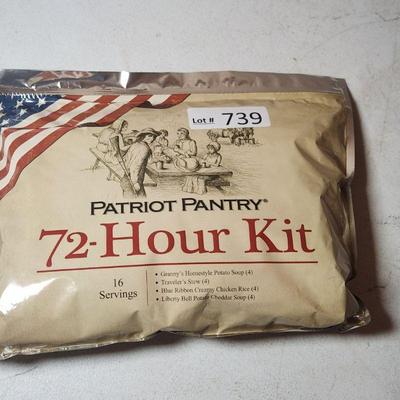 Lot # 739
PATRIOT PANTRY®
72-Hour Kit
16 Servings
• Granny's Homestyle Potato Soup (4)
• Traveler's Stew (4)
• Blue Ribbon Creamy Chicken Rice (4)
• Liberty Bell Potato Cheddar Soup (4)